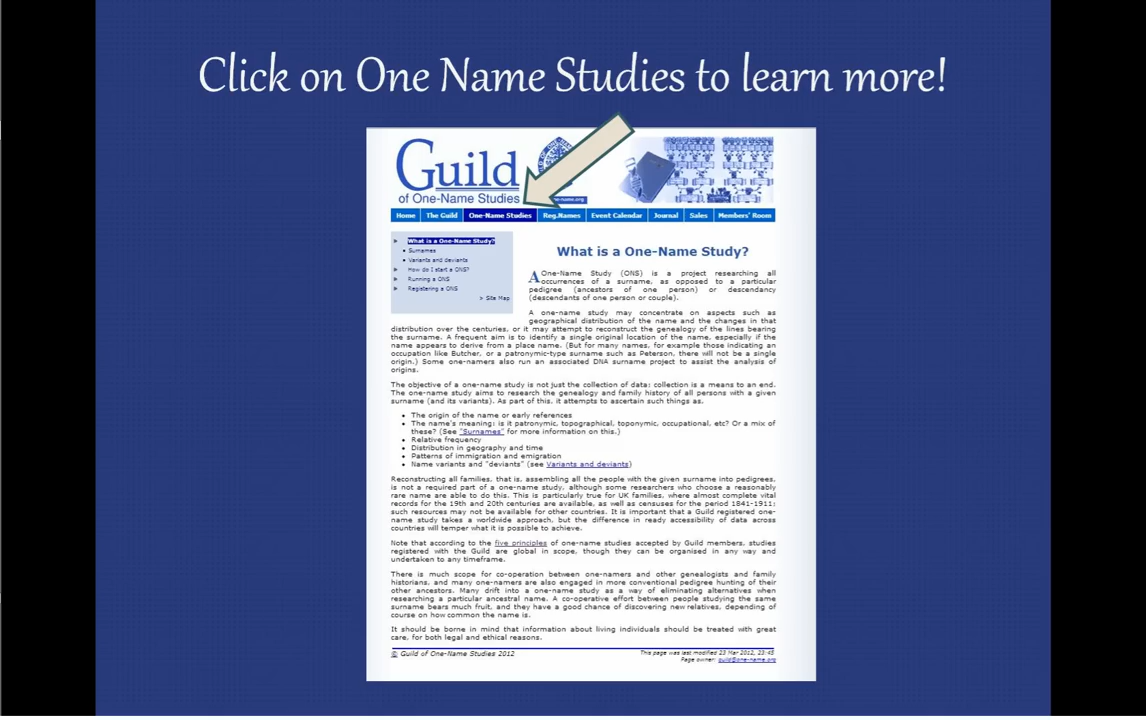 Click on One Name Studies to learn more!
Guild
of One-Name Studies
Home The Guild One-Name Studies Reg.Names Event Calendar Journal Sales Members' Room
What is a One-Name Study?
Surnames
Variants and deviants
How do I start a ONS?
Running a ONS
Registering a ONS
> Site Map
What is a One-Name Study?
A One-Name Study (ONS) is a project researching all
occurrences of a surname, as opposed to a particular
pedigree (ancestors of one person) or descendancy
(descendants of one person or couple).
A one-name study may concentrate on aspects such as
geographical distribution of the name and the changes in that
distribution over the centuries, or it may attempt to reconstruct the genealogy of the lines bearing
the surname. A frequent aim is to identify a single original location of the name, especially if the
name appears to derive from a place name. (But for many names, for example those indicating an
occupation like Butcher, or a patronymic-type surname such as Peterson, there will not be a single
origin.) Some one-namers also run an associated DNA surname project to assist the analysis of
origins.
The objective of a one-name study is not just the collection of data: collection is a means to an end.
The one-name study aims to research the genealogy and family history of all persons with a given
surname (and its variants). As part of this, it attempts to ascertain such things as.
• The origin of the name or early references
• The name's meaning: is it patronymic, topographical, toponymic, occupational, etc? Or a mix of
these? (See "Surnames" for more information on this.)
• Relative frequency
• Distribution in geography and time
• Patterns of immigration and emigration
• Name variants and "deviants" (see Variants and deviants)
Reconstructing all families, that is, assembling all the people with the given surname into pedigrees,
is not a required part of a one-name study, although some researchers who choose a reasonably
rare name are able to do this. This is particularly true for UK families, where almost complete vital
records for the 19th and 20th centuries are available, as well as censuses for the period 1841-1911;
such resources may not be available for other countries. It is important that a Guild registered one-
name study takes a worldwide approach, but the difference in ready accessibility of data across
countries will temper what it is possible to achieve.
Note that according to the five principles of one-name studies accepted by Guild members, studies
registered with the Guild are global in scope, though they can be organised in any way and
undertaken to any timeframe.
There is much scope for co-operation between one-namers and other genealogists and family
historians, and many one-namers are also engaged in more conventional pedigree hunting of their
other ancestors. Many drift into a one-name study as a way of eliminating alternatives when
researching a particular ancestral name. A co-operative effort between people studying the same
surname bears much fruit, and they have a good chance of discovering new relatives, depending of
course on how common the name is.
It should be borne in mind that information about living individuals should be treated with great
care, for both legal and ethical reasons.
© Guild of One-Name Studies 2012
This page was last modified 23 Mar 2012, 23:45
Page owner: guild@one-name.org